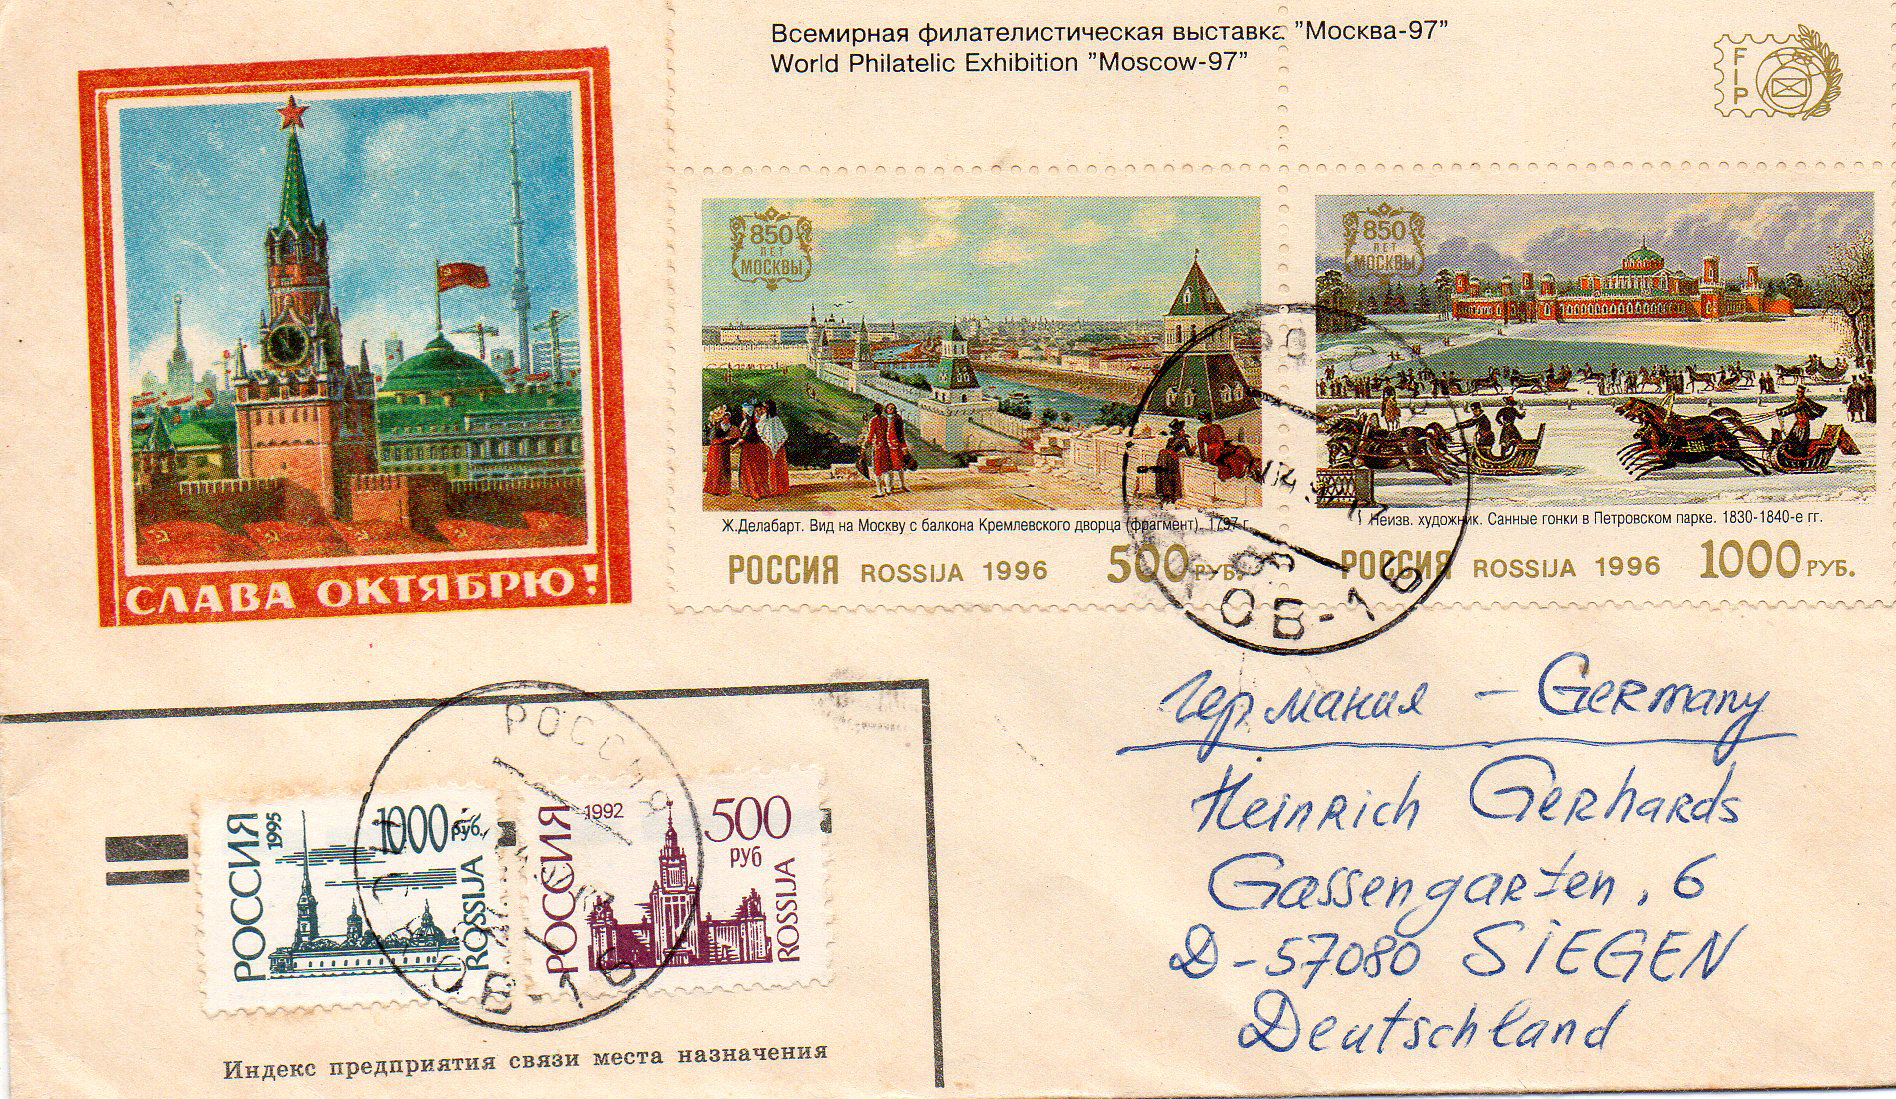 Всемирная филателистическая выставка "Москва-97"
World Philatelic Exhibition "Moscow-97"
FIP
850
ЛЕТ
МОСКВЫ
850
ЛЕТ
МОСКВЫ
Ж.Делабарт. Вид на Москву с балкона Кремлевского дворца (фрагмент). 1797 г.
РОССИЯ ROSSIJA 1996 500 РУБ.
Неизв. художник. Санные гонки в Петровском парке. 1830-1840-е гг.
РОССИЯ ROSSIJA 1996 1000 РУБ.
ОВ-16
СЛАВА ОКТЯБРЮ!
Германия - Germany
Heinrich Gerhards
Gassengarten, 6
D-57080 SIEGEN
Deutschland
РОССИЯ
РОССИЯ 1995 1000 руб. ROSSIJA
РОССИЯ 1992 500 РУБ ROSSIJA
ОВ-16
Индекс предприятия связи места назначения